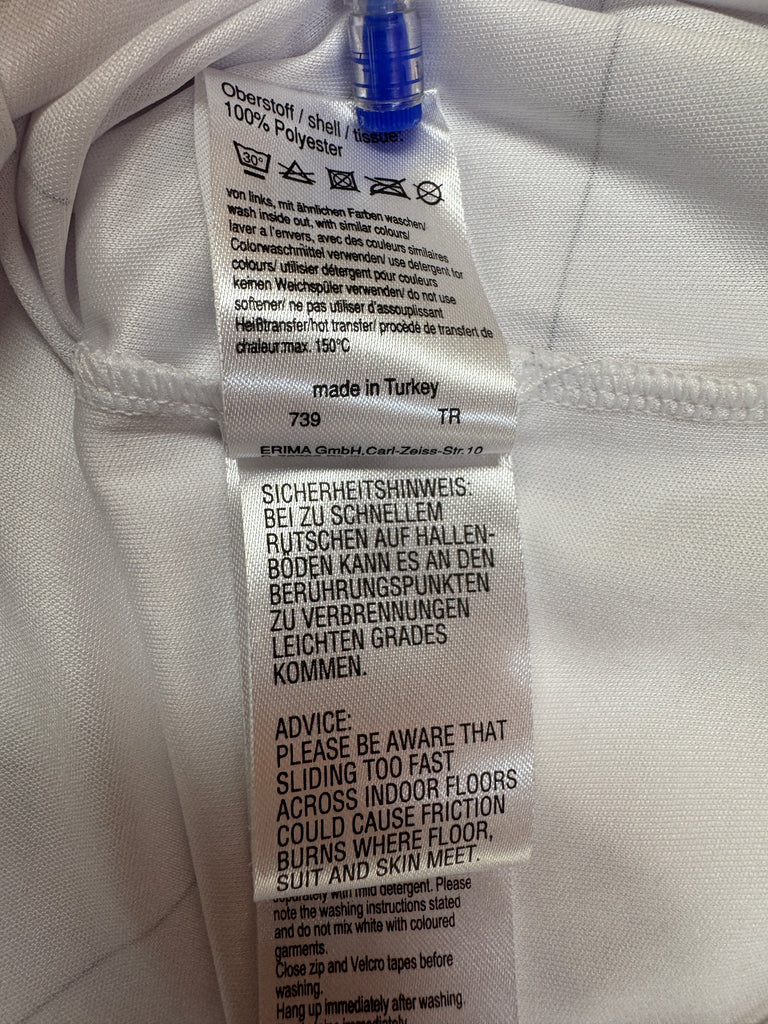 Oberstoff / shell / tissue:
100% Polyester
30°
von links, mit ähnlichen Farben waschen/
wash inside out, with similar colours/
laver a l'envers, avec des couleurs similaires
Colorwaschmittel verwenden/ use detergent for
colours/ utilisier détergent pour couleurs
keinen Weichspüler verwenden/ do not use
softener/ ne pas utiliser d'assouplissant
Heißtransfer/hot transfer/ procédé de transfert de
chaleur:max. 150°C
made in Turkey
739 TR
ERIMA GmbH,Carl-Zeiss-Str.10
SICHERHEITSHINWEIS:
BEI ZU SCHNELLEM
RUTSCHEN AUF HALLEN-
BÖDEN KANN ES AN DEN
BERÜHRUNGSPUNKTEN
ZU VERBRENNUNGEN
LEICHTEN GRADES
KOMMEN.
ADVICE:
PLEASE BE AWARE THAT
SLIDING TOO FAST
ACROSS INDOOR FLOORS
COULD CAUSE FRICTION
BURNS WHERE FLOOR,
SUIT AND SKIN MEET.
separately with mild detergent. Please
note the washing instructions stated
and do not mix white with coloured
garments.
Close zip and Velcro tapes before
washing.
Hang up immediately after washing.
immediately